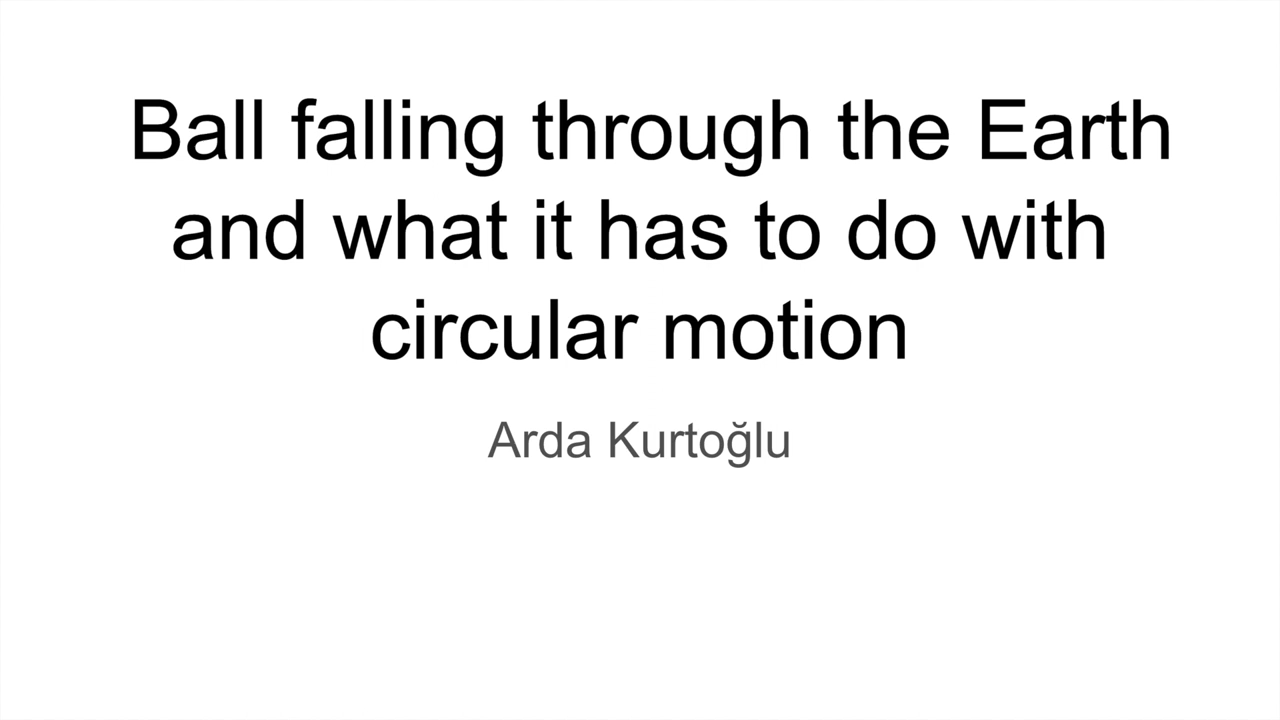 Ball falling through the Earth
and what it has to do with
circular motion
Arda Kurtoğlu